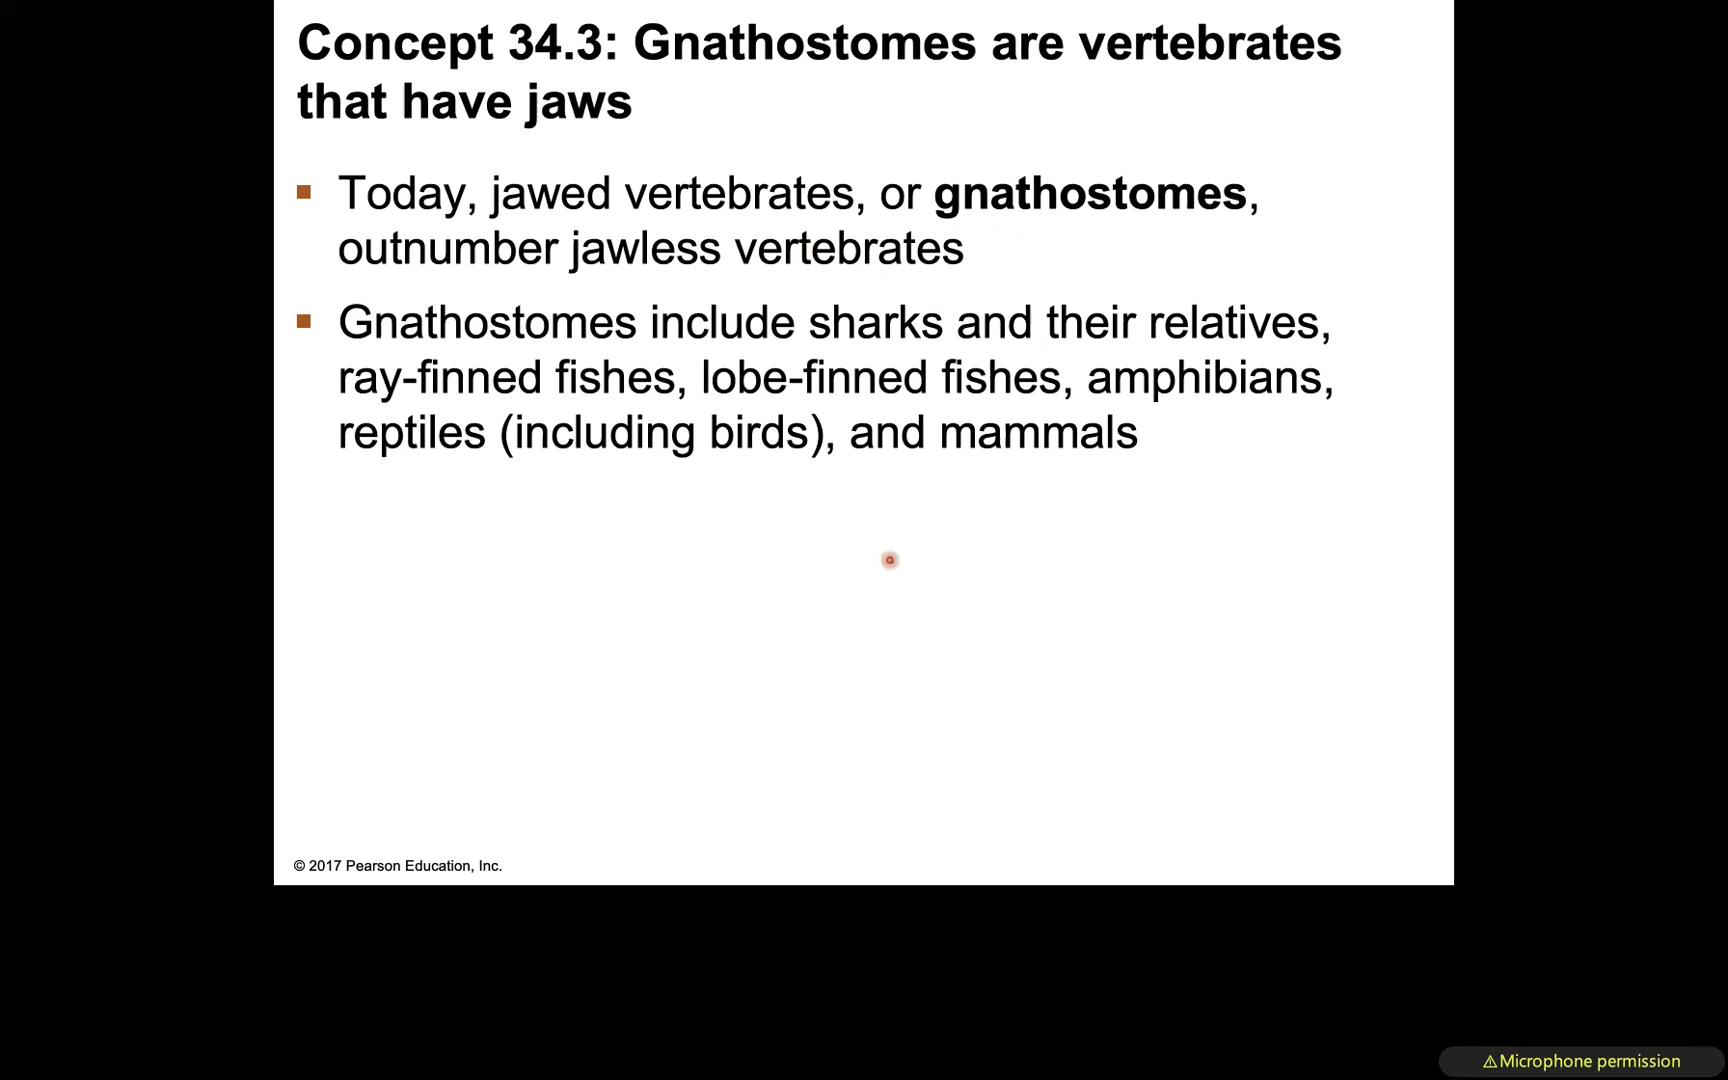 Concept 34.3: Gnathostomes are vertebrates
that have jaws
Today, jawed vertebrates, or gnathostomes,
outnumber jawless vertebrates
Gnathostomes include sharks and their relatives,
ray-finned fishes, lobe-finned fishes, amphibians,
reptiles (including birds), and mammals
© 2017 Pearson Education, Inc.
⚠Microphone permission